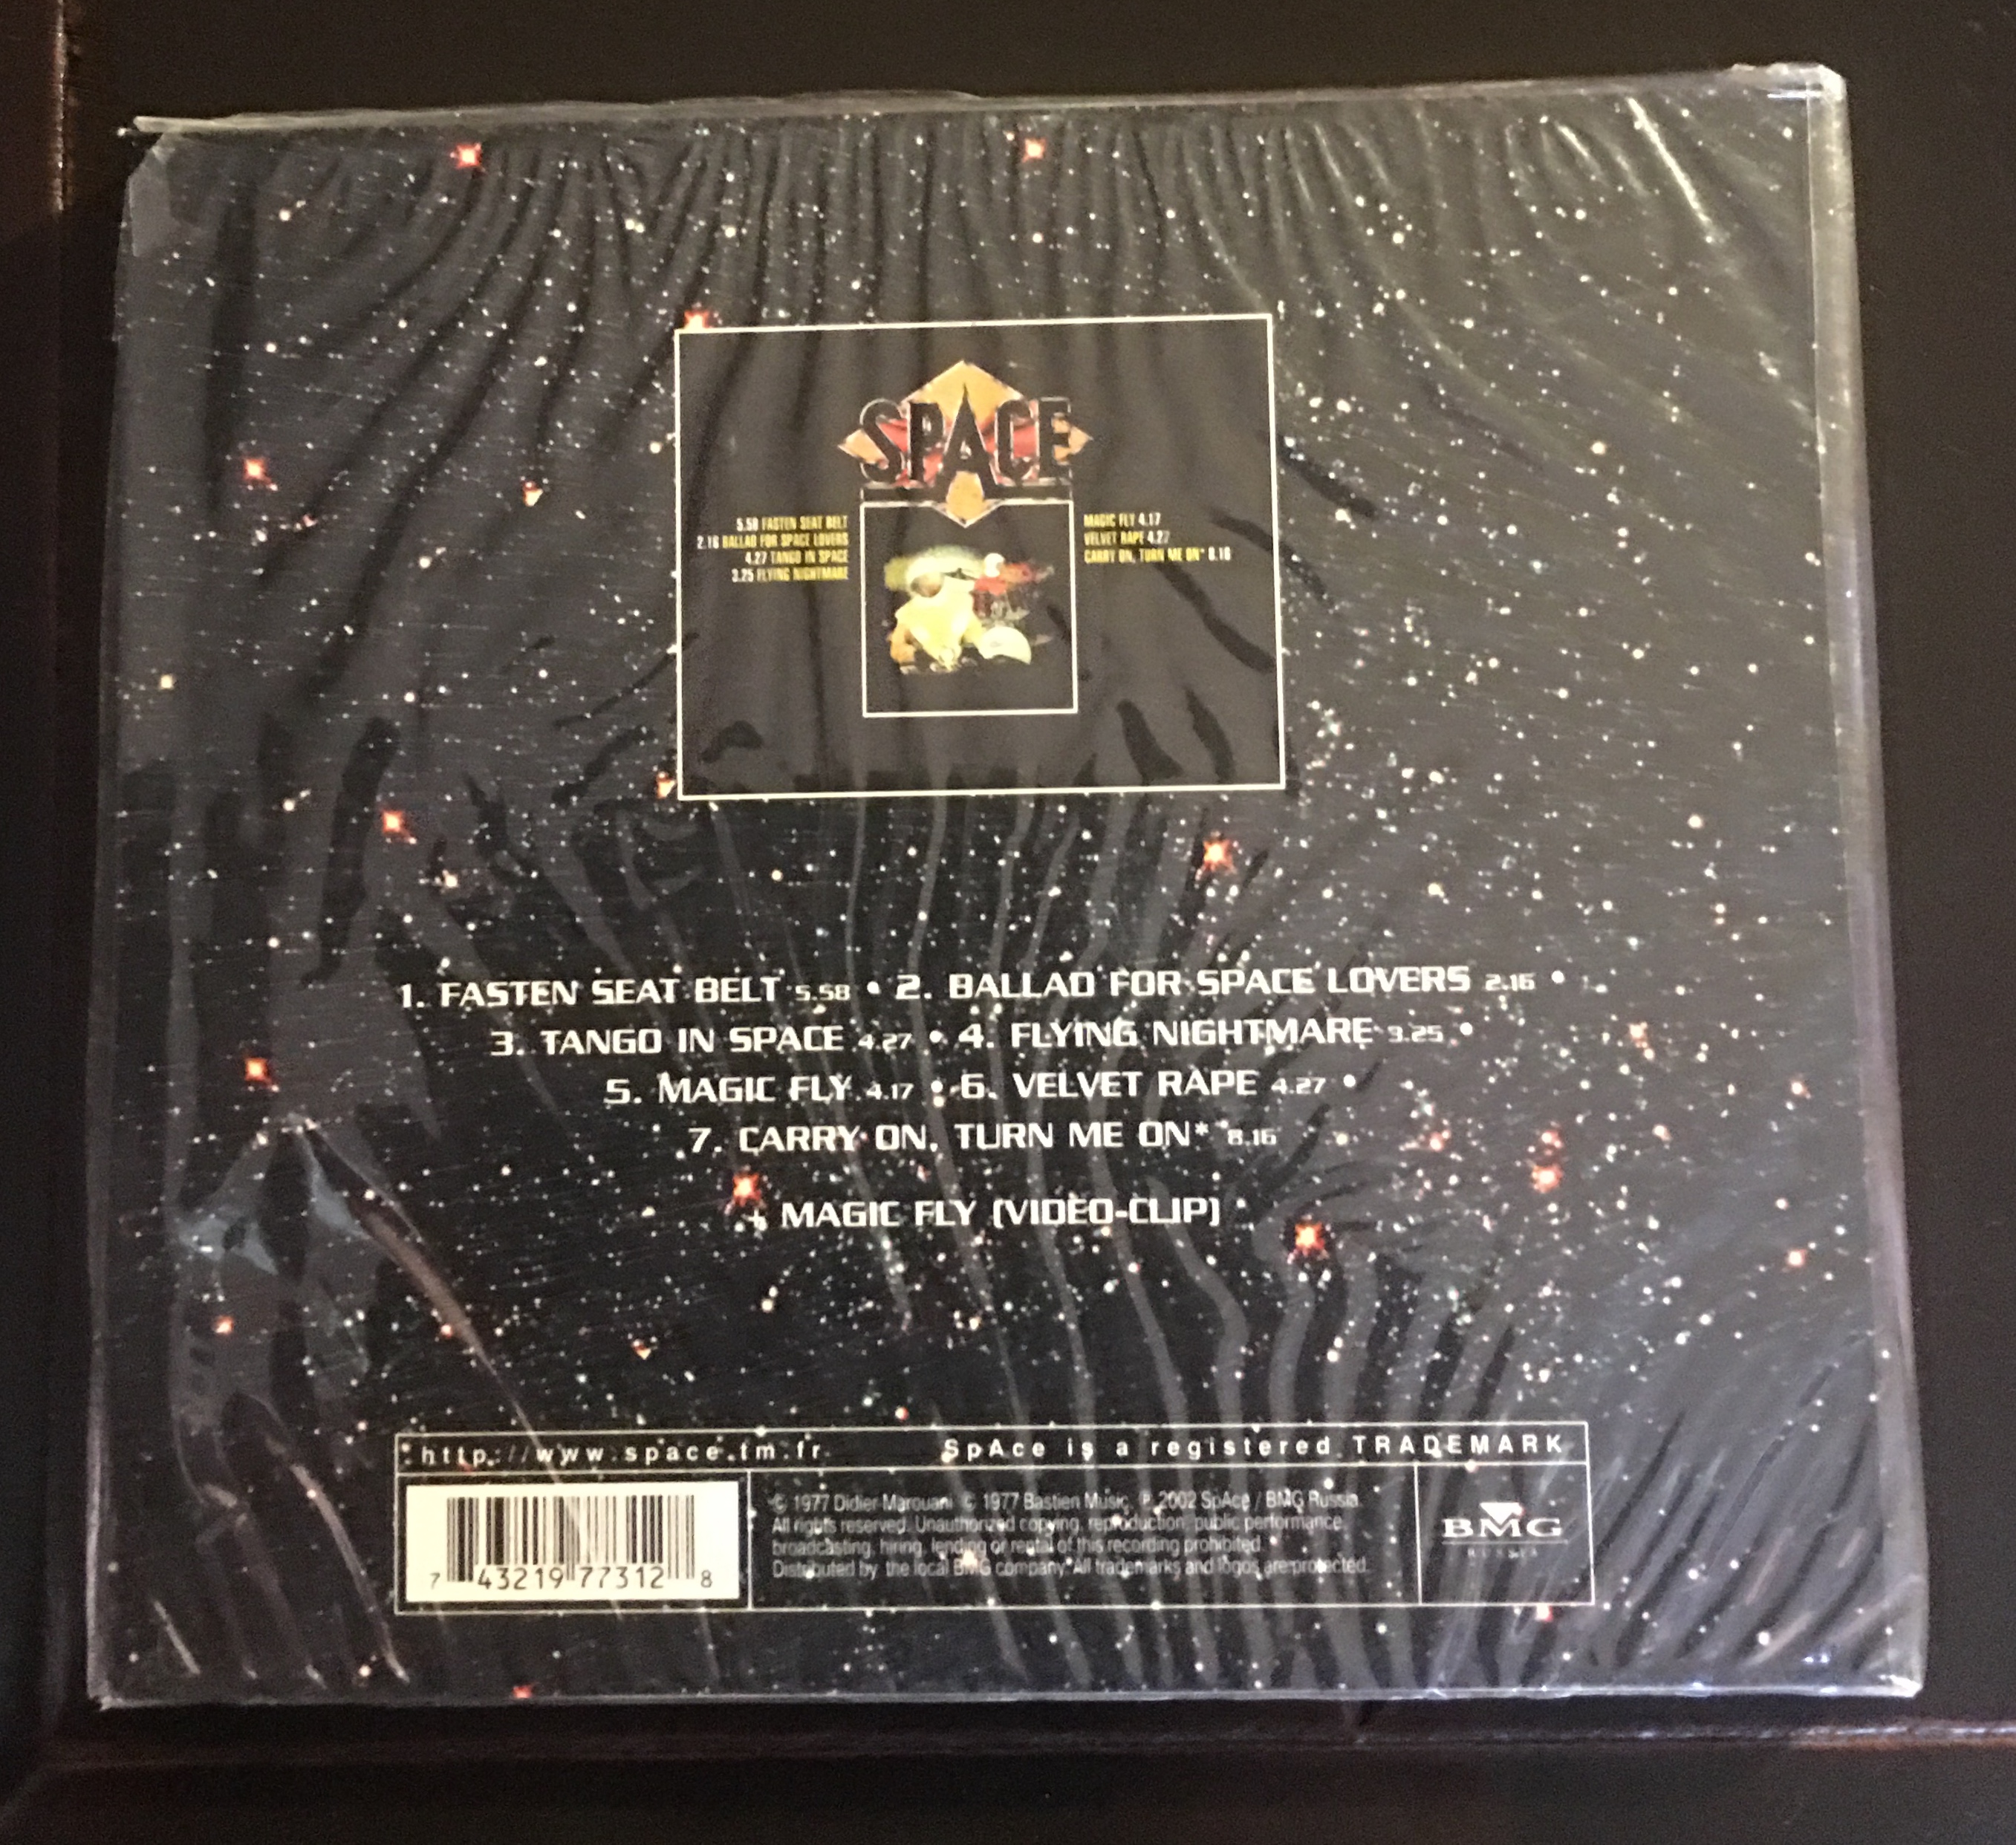 SPACE
5.58 FASTEN SEAT BELT
2.16 BALLAD FOR SPACE LOVERS
4.27 TANGO IN SPACE
3.25 FLYING NIGHTMARE
MAGIC FLY 4.17
VELVET RAPE 4.27
CARRY ON, TURN ME ON* 8.16
1. FASTEN SEAT BELT 5.58 • 2. BALLAD FOR SPACE LOVERS 2.16 •
3. TANGO IN SPACE 4.27 • 4. FLYING NIGHTMARE 3.25 •
5. MAGIC FLY 4.17 • 6. VELVET RAPE 4.27 •
7. CARRY ON, TURN ME ON* 8.16
+ MAGIC FLY (VIDEO-CLIP)
http://www.space.tm.fr SpAce is a registered TRADEMARK
7 43219 77312 8
© 1977 Didier Marouani © 1977 Bastien Music, ℗ 2002 SpAce / BMG Russia
All rights reserved. Unauthorized copying, reproduction, public performance,
broadcasting, hiring, lending or rental of this recording prohibited.
Distributed by the local BMG company. All trademarks and logos are protected.
BMG
RUSSIA